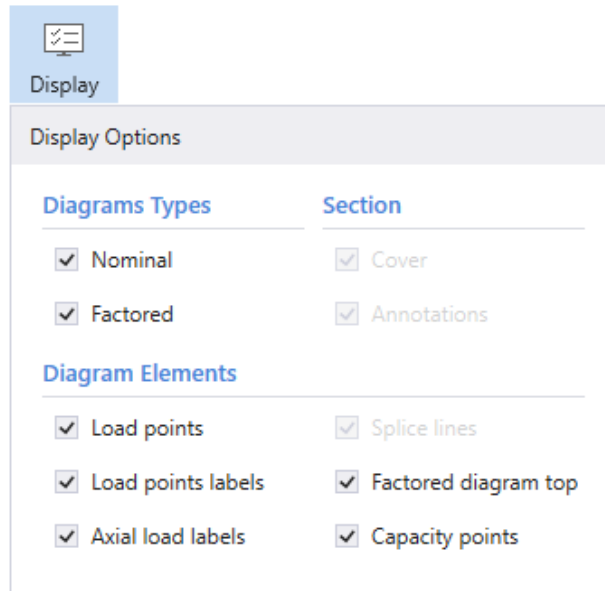 Display
Display Options
Diagrams Types
Section
Nominal
Cover
Factored
Annotations
Diagram Elements
Load points
Splice lines
Load points labels
Factored diagram top
Axial load labels
Capacity points